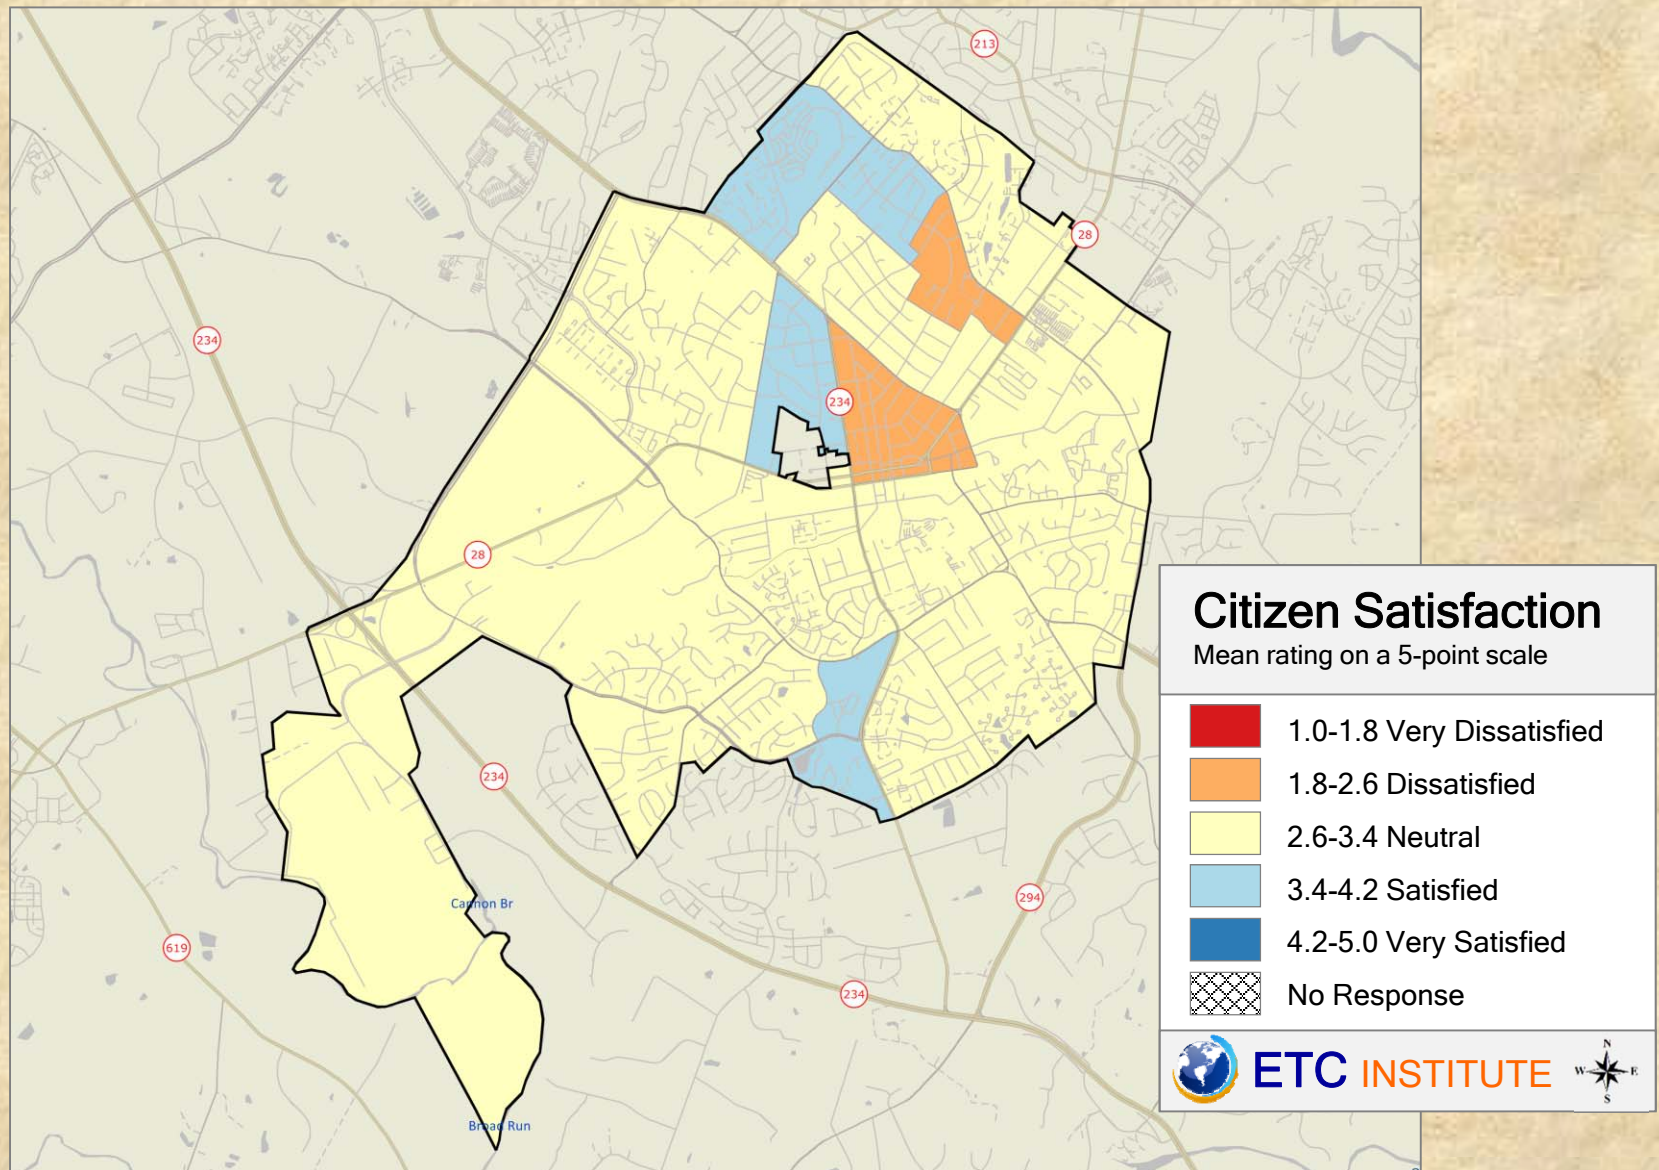 213
28
234
234
28
234
Cannon Br
294
619
234
Broad Run
Citizen Satisfaction
Mean rating on a 5-point scale
1.0-1.8 Very Dissatisfied
1.8-2.6 Dissatisfied
2.6-3.4 Neutral
3.4-4.2 Satisfied
4.2-5.0 Very Satisfied
No Response
ETC INSTITUTE
N
W E
S